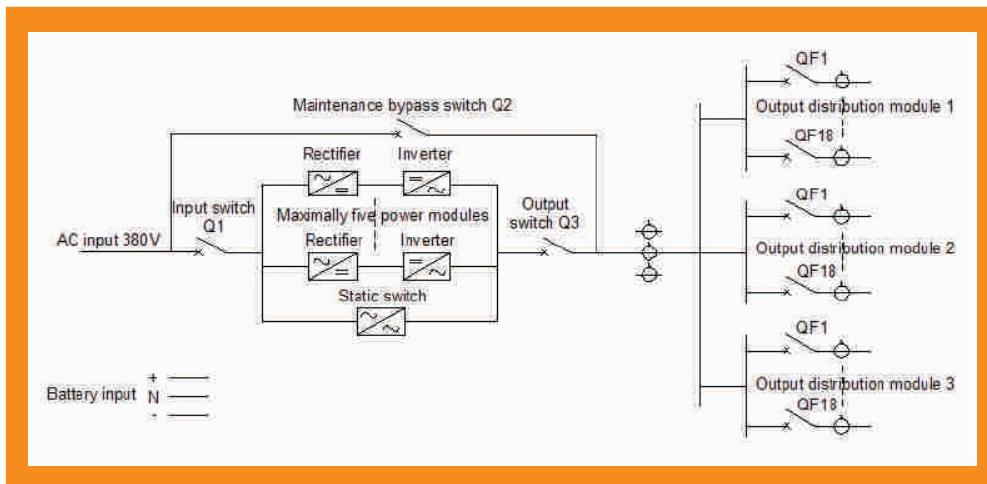 QF1
Output distribution module 1
QF18
Maintenance bypass switch Q2
Rectifier Inverter
Input switch
Q1
Maximally five power modules
Output
switch Q3
AC input 380V
Rectifier Inverter
Static switch
QF1
Output distribution module 2
QF18
QF1
Output distribution module 3
QF18
+
Battery input N
-